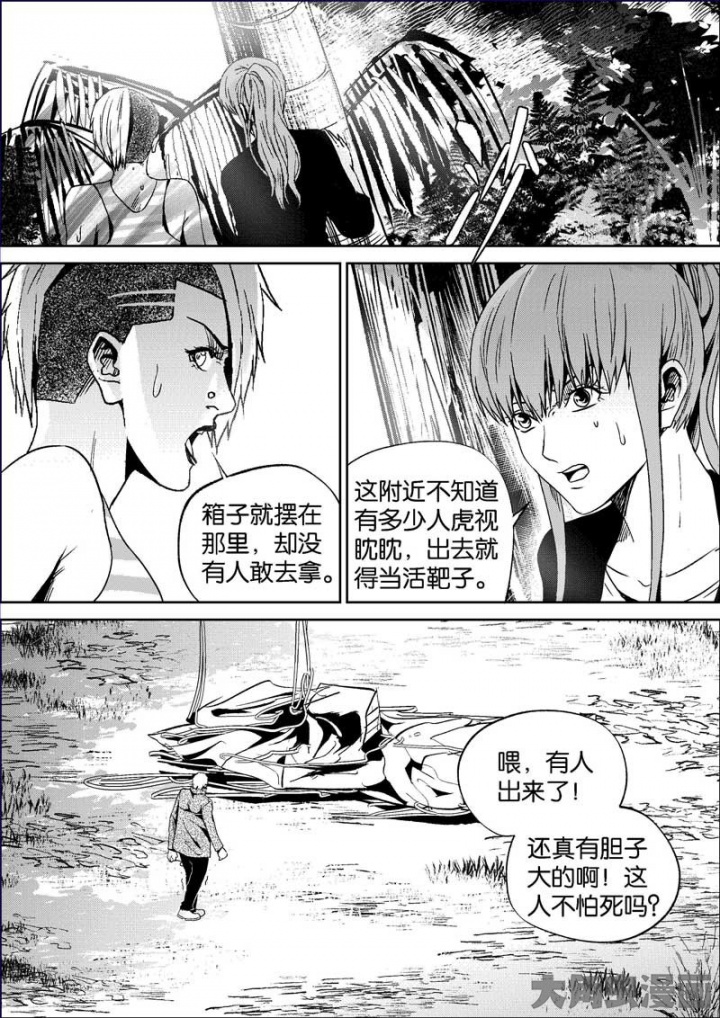 箱子就摆在
那里，却没
有人敢去拿。
这附近不知道
有多少人虎视
眈眈，出去就
得当活靶子。
喂，有人
出来了！
还真有胆子
大的啊！这
人不怕死吗？